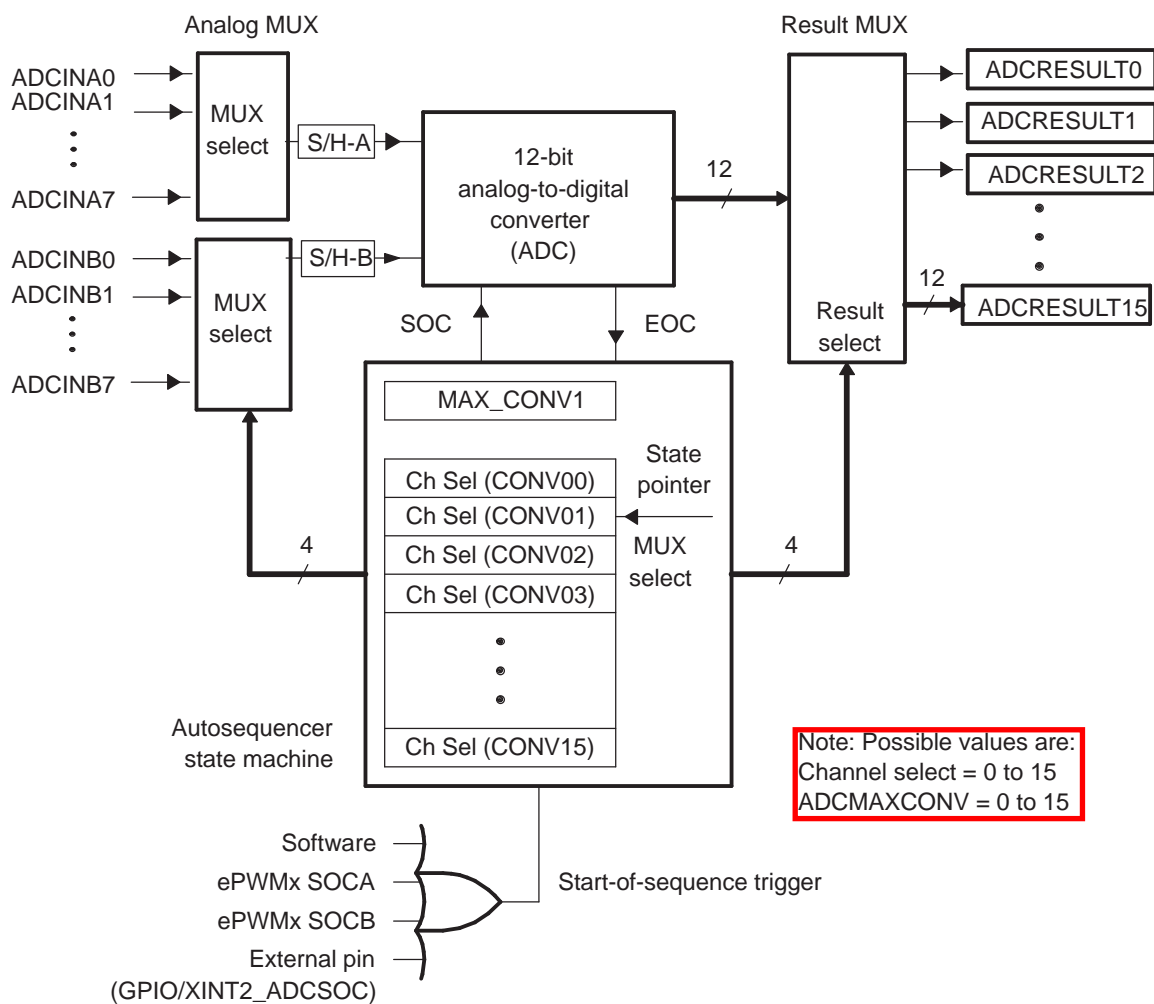 Analog MUX
Result MUX
ADCINA0
ADCINA1
ADCINA7
MUX
select
S/H-A
12-bit
analog-to-digital
converter
(ADC)
12
ADCRESULT0
ADCRESULT1
ADCRESULT2
12
ADCRESULT15
Result
select
ADCINB0
ADCINB1
ADCINB7
MUX
select
S/H-B
SOC
EOC
MAX_CONV1
Ch Sel (CONV00)
Ch Sel (CONV01)
Ch Sel (CONV02)
Ch Sel (CONV03)
Ch Sel (CONV15)
State
pointer
MUX
select
4
4
Autosequencer
state machine
Note: Possible values are:
Channel select = 0 to 15
ADCMAXCONV = 0 to 15
Software
ePWMx SOCA
ePWMx SOCB
External pin
(GPIO/XINT2_ADCSOC)
Start-of-sequence trigger